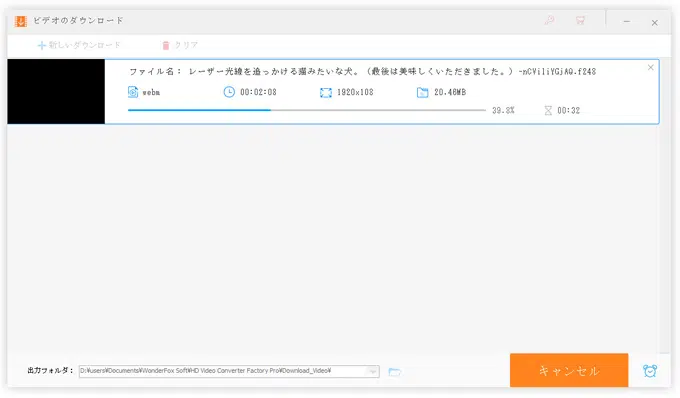 ビデオのダウンロード
新しいダウンロード クリア
ファイル名： レーザー光線を追っかける猫みたいな犬。（最後は美味しくいただきました。）-nCViliYGjAQ.f248
webm 00:02:08 1920x108 20.46MB
39.8% 00:32
出力フォルダ： D:¥users¥Documents¥WonderFox Soft¥HD Video Converter Factory Pro¥Download_Video¥
キャンセル